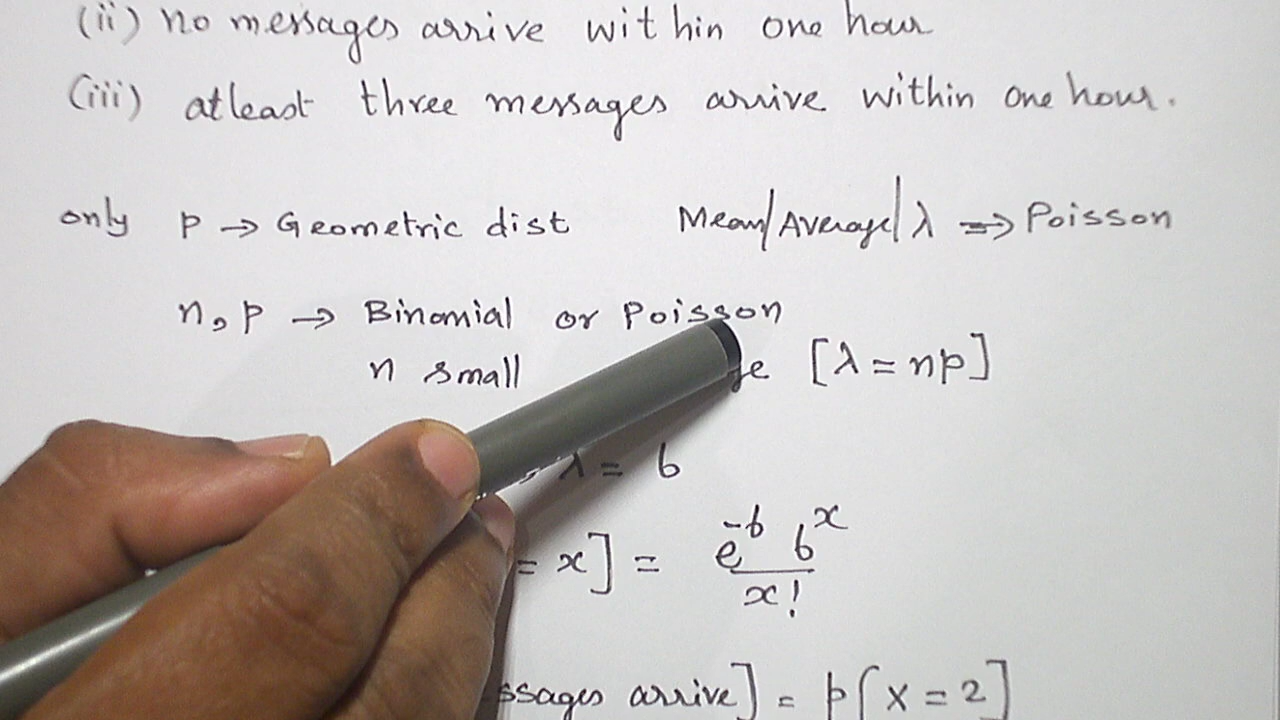 (ii) no messages arrive within one hour
(iii) atleast three messages arrive within one hour.
only p → Geometric dist Mean/Average/λ ⇒ Poisson
n, p → Binomial or Poisson
n small [λ = np]
λ = 6
= x] = e^-6 6^x / x!
arrive] = p[X = 2]